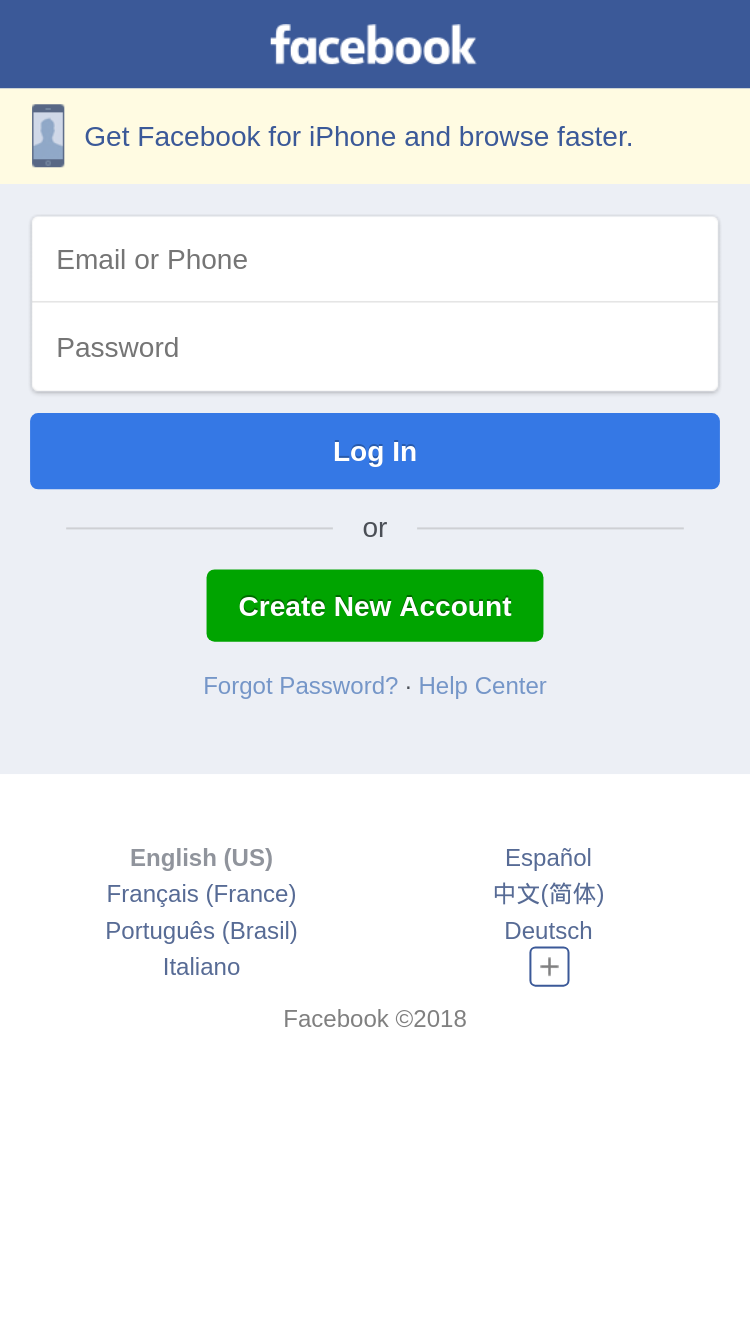 facebook
Get Facebook for iPhone and browse faster.
Email or Phone
Password
Log In
or
Create New Account
Forgot Password? · Help Center
English (US)
Español
Français (France)
中文(简体)
Português (Brasil)
Deutsch
Italiano
Facebook ©2018